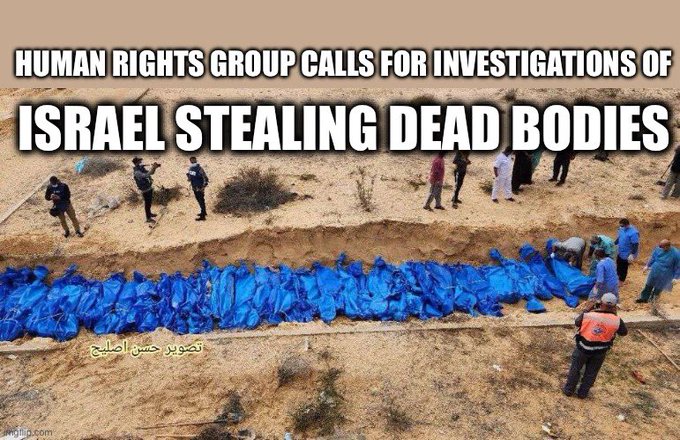 HUMAN RIGHTS GROUP CALLS FOR INVESTIGATIONS OF
ISRAEL STEALING DEAD BODIES
تصوير حسن اصليح
imgflip.com